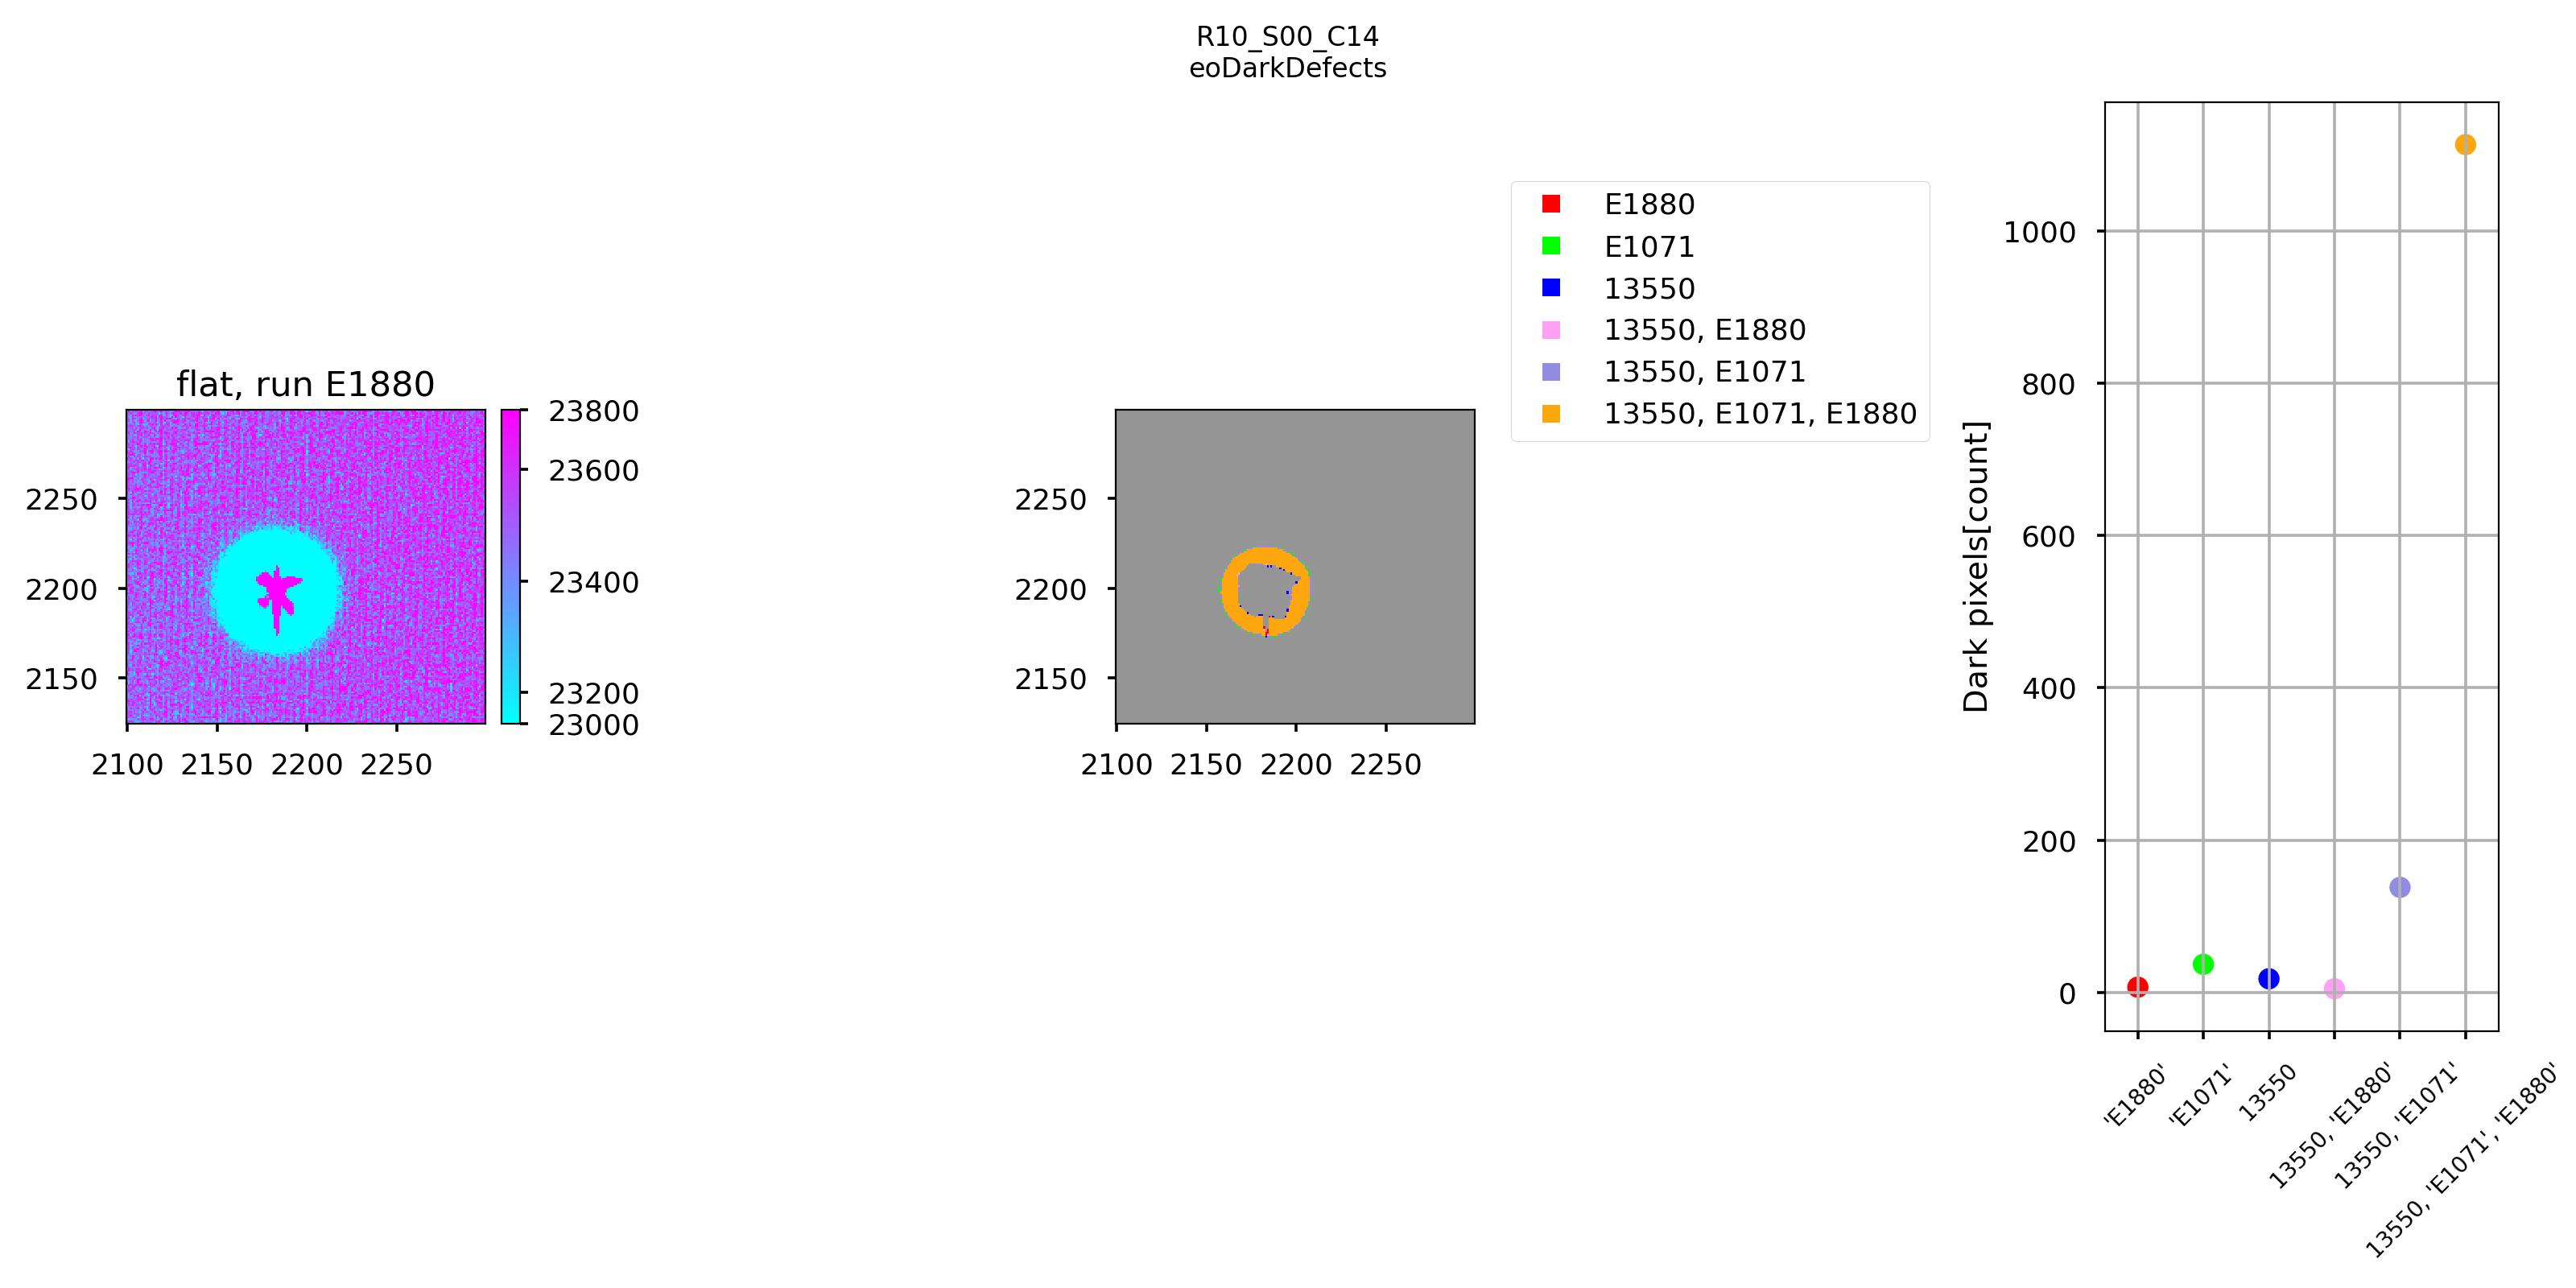 R10_S00_C14
eoDarkDefects
flat, run E1880
2250
2200
2150
2100 2150 2200 2250
23800
23600
23400
23200
23000
2250
2200
2150
2100 2150 2200 2250
E1880
E1071
13550
13550, E1880
13550, E1071
13550, E1071, E1880
Dark pixels[count]
1000
800
600
400
200
0
'E1880'
'E1071'
13550
13550, 'E1880'
13550, 'E1071'
13550, 'E1071', 'E1880'